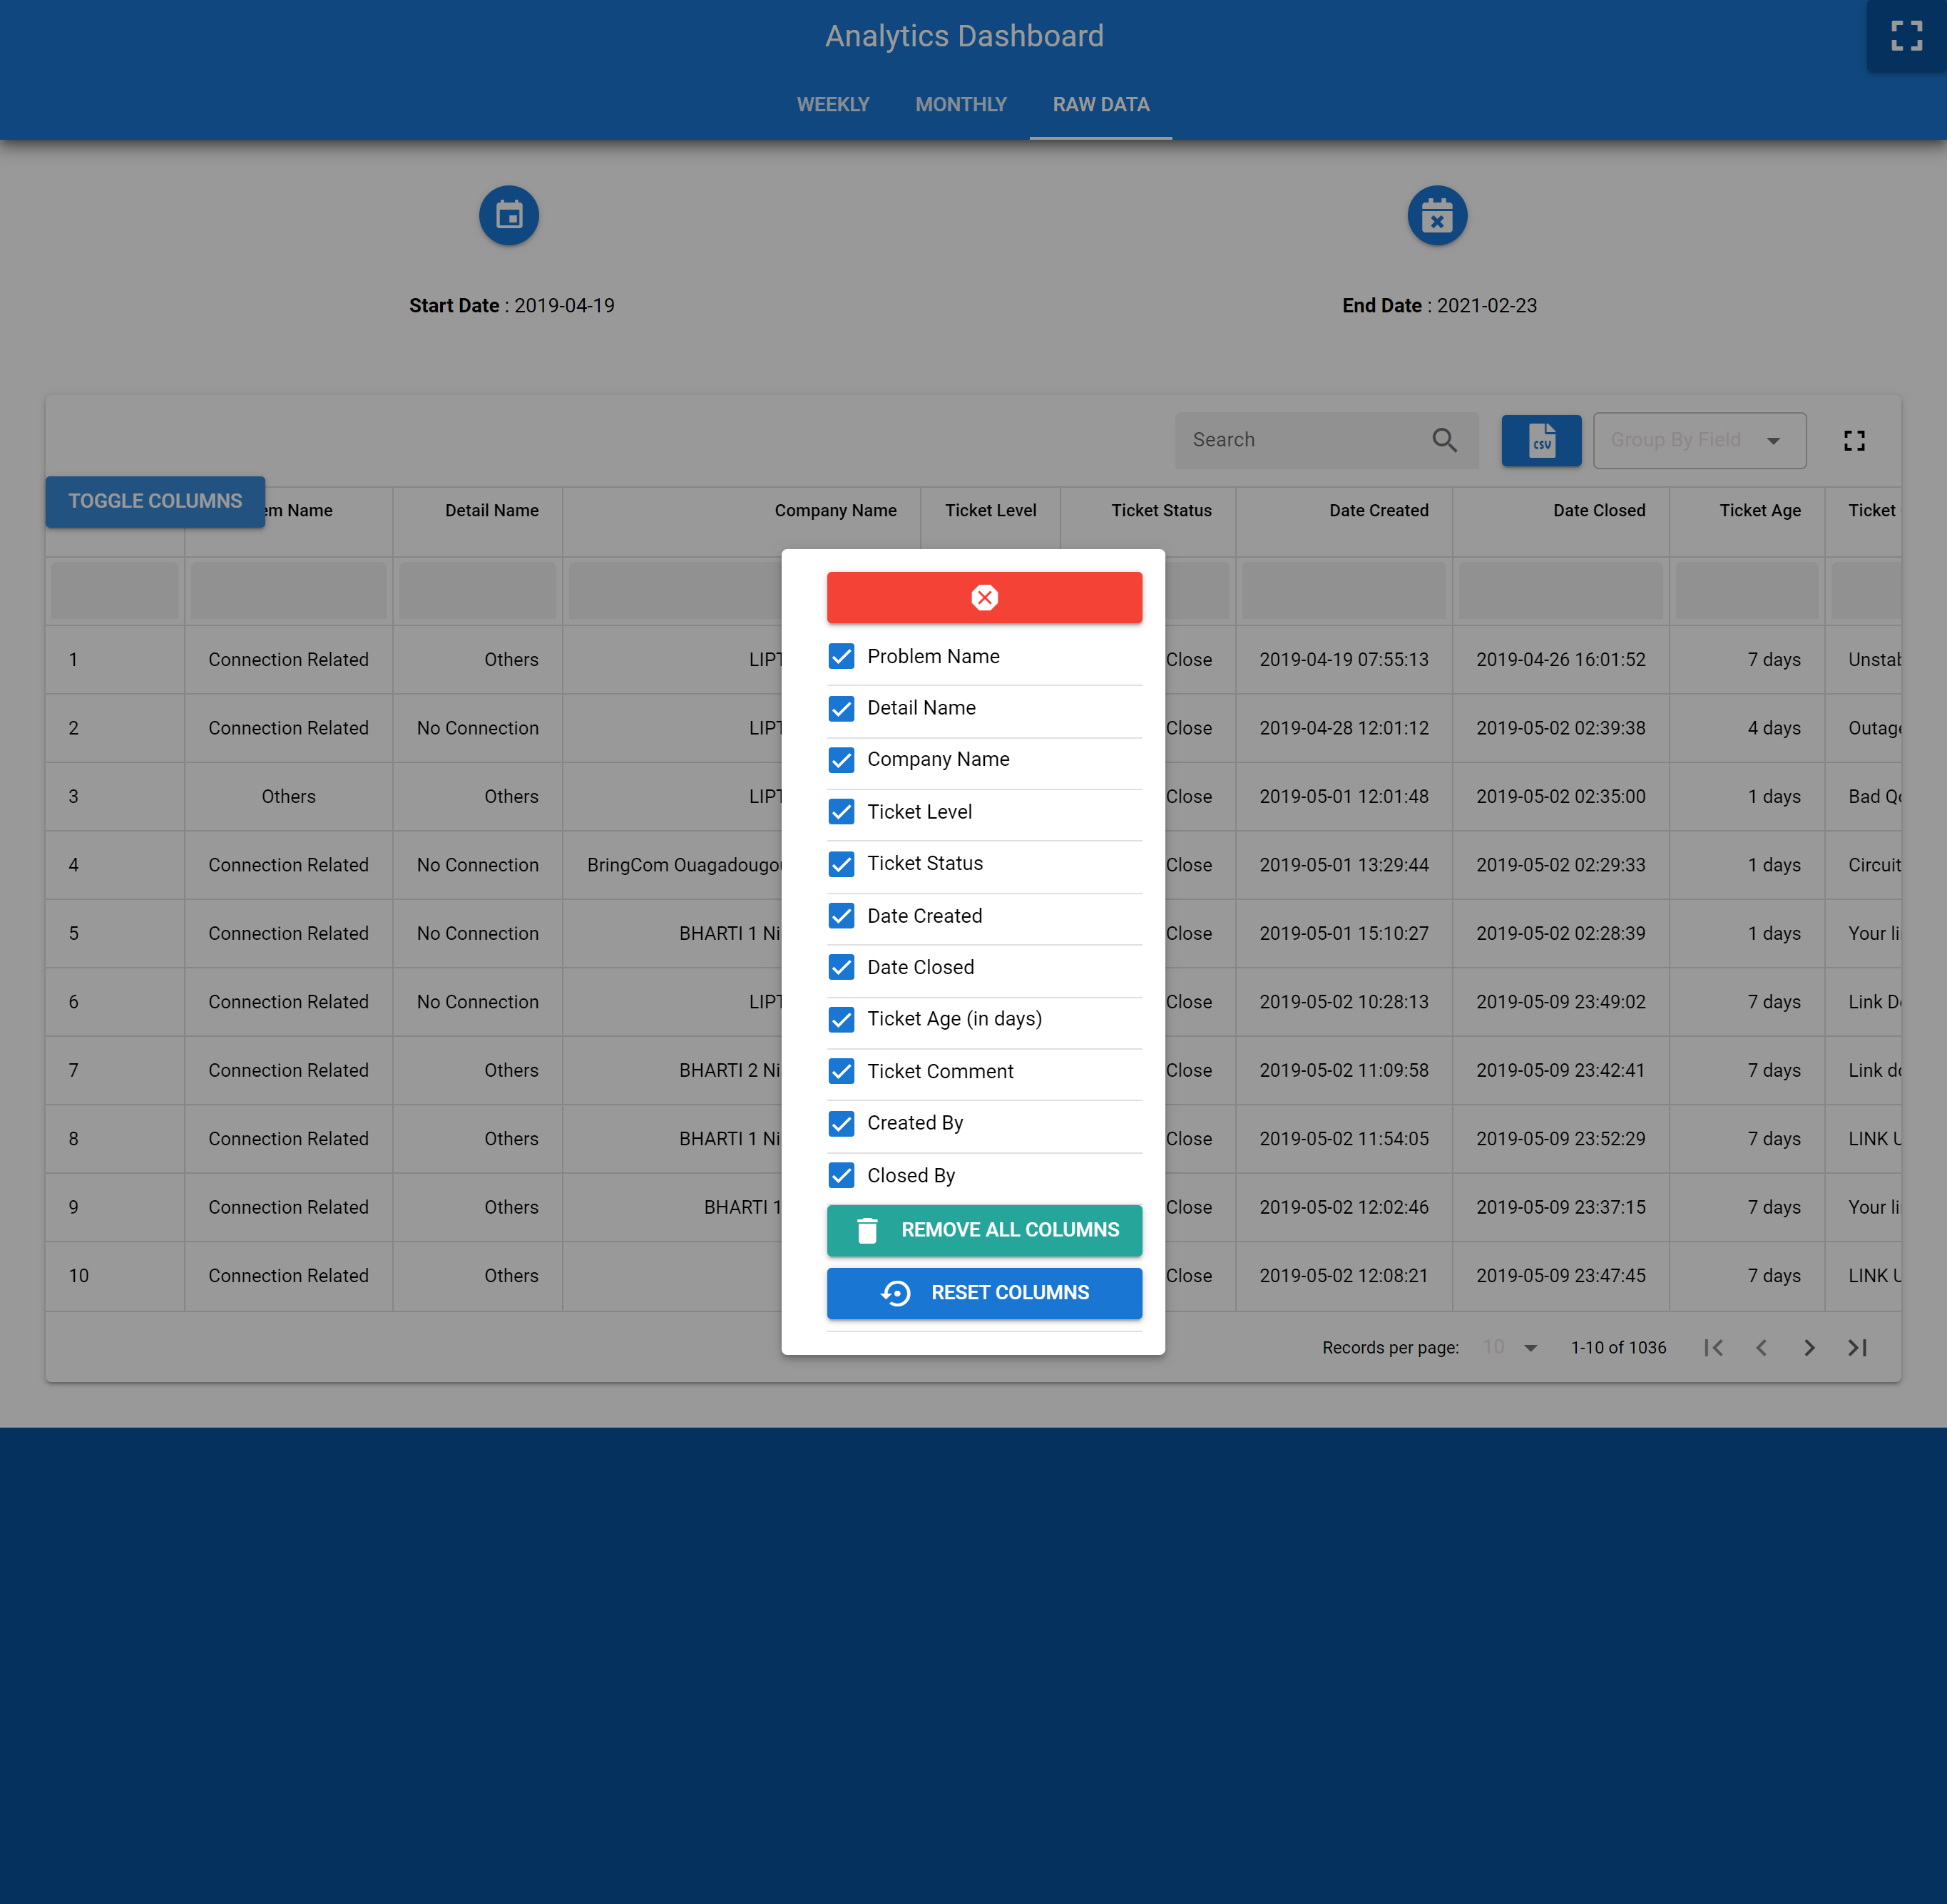 Analytics Dashboard
WEEKLY MONTHLY RAW DATA
Start Date : 2019-04-19 End Date : 2021-02-23
Search CSV Group By Field
TOGGLE COLUMNS
em Name Detail Name Company Name Ticket Level Ticket Status Date Created Date Closed Ticket Age Ticket
1 Connection Related Others LIPT Close 2019-04-19 07:55:13 2019-04-26 16:01:52 7 days Unstab
2 Connection Related No Connection LIPT Close 2019-04-28 12:01:12 2019-05-02 02:39:38 4 days Outage
3 Others Others LIPT Close 2019-05-01 12:01:48 2019-05-02 02:35:00 1 days Bad Qo
4 Connection Related No Connection BringCom Ouagadougou Close 2019-05-01 13:29:44 2019-05-02 02:29:33 1 days Circuit
5 Connection Related No Connection BHARTI 1 Ni Close 2019-05-01 15:10:27 2019-05-02 02:28:39 1 days Your li
6 Connection Related No Connection LIPT Close 2019-05-02 10:28:13 2019-05-09 23:49:02 7 days Link D
7 Connection Related Others BHARTI 2 Ni Close 2019-05-02 11:09:58 2019-05-09 23:42:41 7 days Link do
8 Connection Related Others BHARTI 1 Ni Close 2019-05-02 11:54:05 2019-05-09 23:52:29 7 days LINK U
9 Connection Related Others BHARTI 1 Close 2019-05-02 12:02:46 2019-05-09 23:37:15 7 days Your li
10 Connection Related Others Close 2019-05-02 12:08:21 2019-05-09 23:47:45 7 days LINK U
Problem Name
Detail Name
Company Name
Ticket Level
Ticket Status
Date Created
Date Closed
Ticket Age (in days)
Ticket Comment
Created By
Closed By
REMOVE ALL COLUMNS
RESET COLUMNS
Records per page: 10 1-10 of 1036